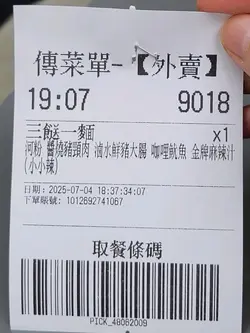 傳菜單-【外賣】
19:07 9018
三餸一麵 x1
河粉 醬燒豬頸肉 滷水鮮豬大腸 咖哩魷魚 金牌麻辣汁
(小小辣)
日期: 2025-07-04 18:37:34:07
下單賬號: 1012692741067
取餐條碼
PICK_48062009